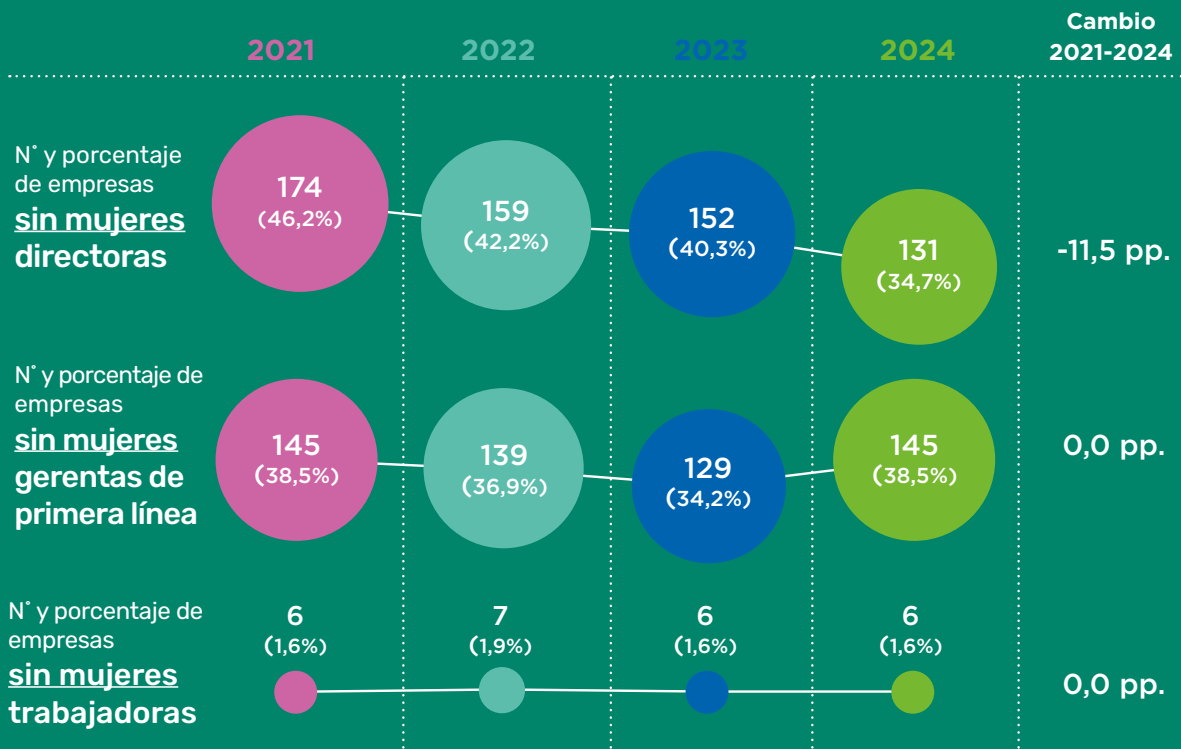 2021
2022
2023
2024
Cambio
2021-2024
N° y porcentaje
de empresas
sin mujeres
directoras
174
(46,2%)
159
(42,2%)
152
(40,3%)
131
(34,7%)
-11,5 pp.
N° y porcentaje de
empresas
sin mujeres
gerentas de
primera línea
145
(38,5%)
139
(36,9%)
129
(34,2%)
145
(38,5%)
0,0 pp.
N° y porcentaje de
empresas
sin mujeres
trabajadoras
6
(1,6%)
7
(1,9%)
6
(1,6%)
6
(1,6%)
0,0 pp.